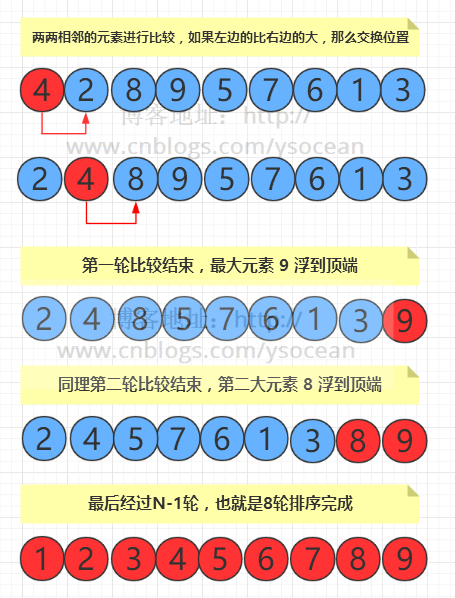 两两相邻的元素进行比较，如果左边的比右边的大，那么交换位置
4 2 8 9 5 7 6 1 3
博客地址：http://
www.cnblogs.com/ysocean
2 4 8 9 5 7 6 1 3
第一轮比较结束，最大元素 9 浮到顶端
2 4 8 5 7 6 1 3 9
博客地址：http://
www.cnblogs.com/ysocean
同理第二轮比较结束，第二大元素 8 浮到顶端
2 4 5 7 6 1 3 8 9
最后经过N-1轮，也就是8轮排序完成
1 2 3 4 5 6 7 8 9